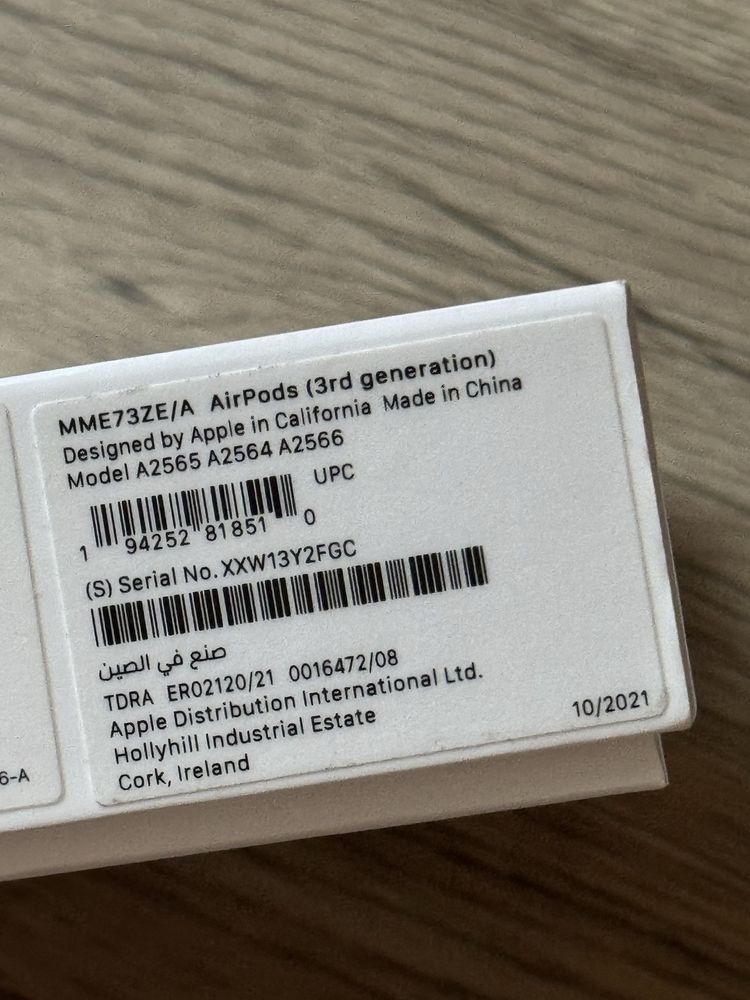 MME73ZE/A AirPods (3rd generation)
Designed by Apple in California Made in China
Model A2565 A2564 A2566
UPC
1 94252 81851 0
(S) Serial No. XXW13Y2FGC
صنع في الصين
TDRA ER02120/21 0016472/08
Apple Distribution International Ltd.
Hollyhill Industrial Estate
Cork, Ireland
10/2021
6-A